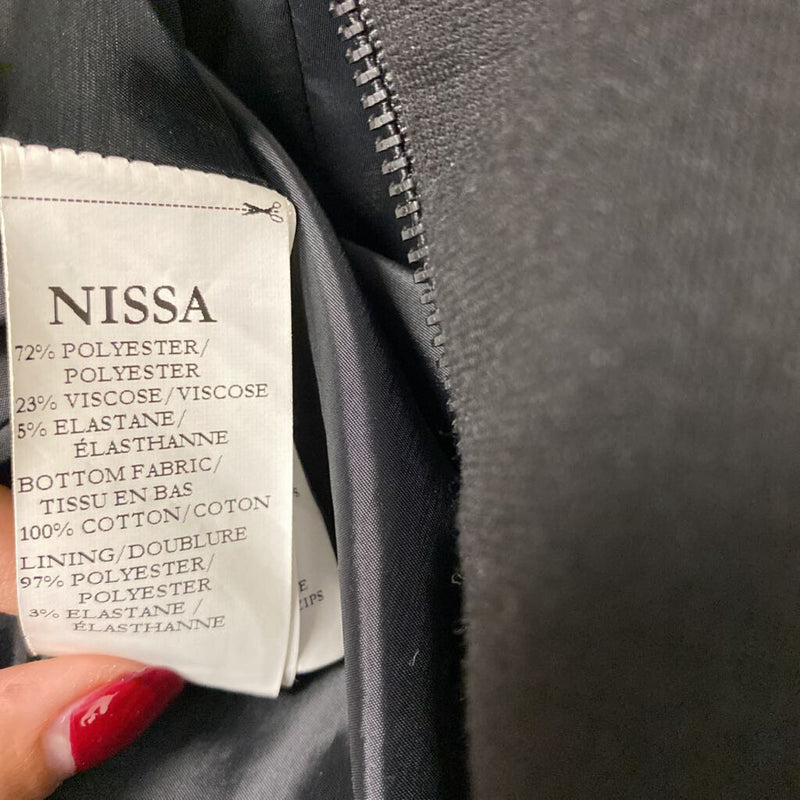 NISSA
72% POLYESTER/
POLYESTER
23% VISCOSE/VISCOSE
5% ELASTANE/
ÉLASTHANNE
BOTTOM FABRIC/
TISSU EN BAS
100% COTTON/COTON
LINING/DOUBLURE
97% POLYESTER/
POLYESTER
3% ELASTANE/
ÉLASTHANNE